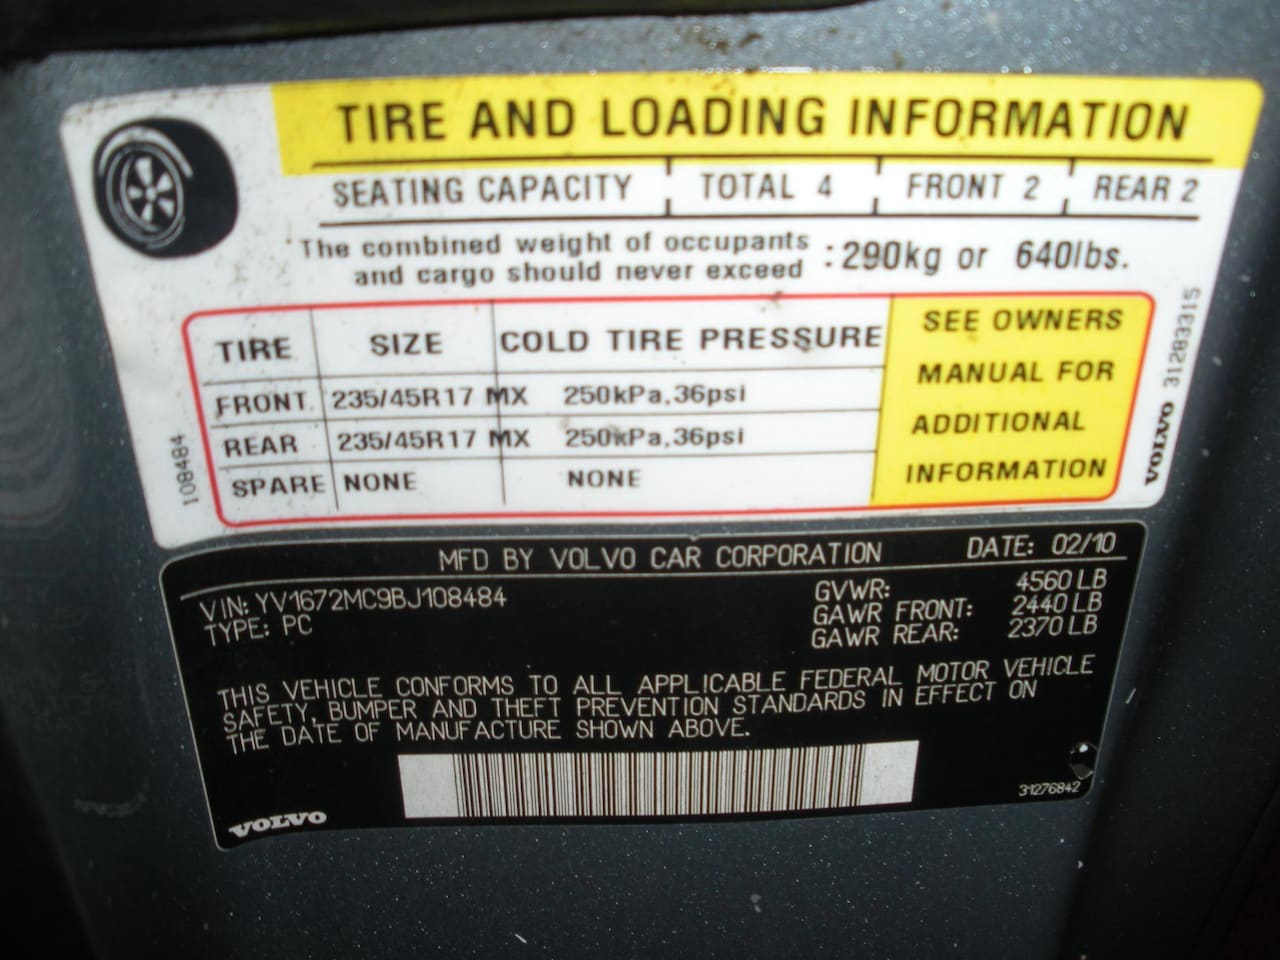 TIRE AND LOADING INFORMATION
SEATING CAPACITY TOTAL 4 FRONT 2 REAR 2
The combined weight of occupants
and cargo should never exceed :290kg or 640lbs.
TIRE SIZE COLD TIRE PRESSURE
FRONT 235/45R17 MX 250kPa,36psi
REAR 235/45R17 MX 250kPa,36psi
SPARE NONE NONE
SEE OWNERS
MANUAL FOR
ADDITIONAL
INFORMATION
108484
VOLVO 31283315
MFD BY VOLVO CAR CORPORATION DATE: 02/10
VIN: YV1672MC9BJ108484
TYPE: PC
GVWR: 4560 LB
GAWR FRONT: 2440 LB
GAWR REAR: 2370 LB
THIS VEHICLE CONFORMS TO ALL APPLICABLE FEDERAL MOTOR VEHICLE
SAFETY, BUMPER AND THEFT PREVENTION STANDARDS IN EFFECT ON
THE DATE OF MANUFACTURE SHOWN ABOVE.
VOLVO
31276842